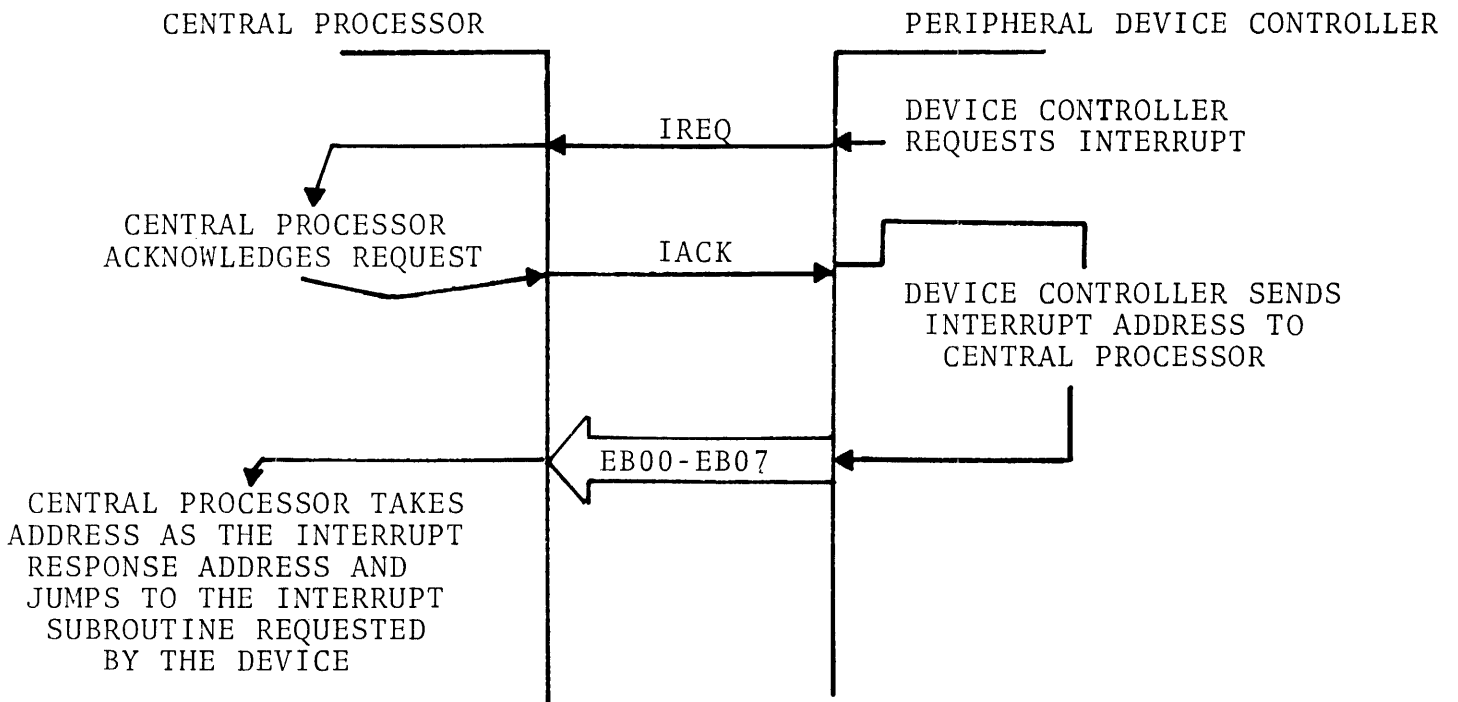 CENTRAL PROCESSOR
PERIPHERAL DEVICE CONTROLLER
DEVICE CONTROLLER
REQUESTS INTERRUPT
IREQ
CENTRAL PROCESSOR
ACKNOWLEDGES REQUEST
IACK
DEVICE CONTROLLER SENDS
INTERRUPT ADDRESS TO
CENTRAL PROCESSOR
EB00-EB07
CENTRAL PROCESSOR TAKES
ADDRESS AS THE INTERRUPT
RESPONSE ADDRESS AND
JUMPS TO THE INTERRUPT
SUBROUTINE REQUESTED
BY THE DEVICE